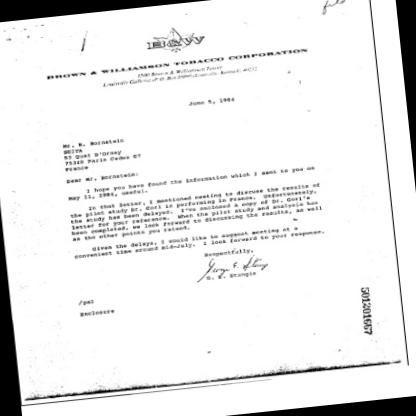 B&W
BROWN & WILLIAMSON TOBACCO CORPORATION
1500 Brown & Williamson Tower
Louisville Galleria Louisville, Kentucky 40232
June 5, 1984
Mr. R. Bornstein
SEITA
53 Quai D'Orsay
75340 Paris Cedex 07
France
Dear Mr. Bornstein:
I hope you have found the information which I sent to you on
May 11, 1984, useful.
In that letter, I mentioned meeting to discuss the results of
the pilot study Dr. Gori is performing in France. Unfortunately,
the study has been delayed. I've enclosed a copy of Dr. Gori's
letter for your reference. When the pilot study and analysis has
been completed, we look forward to discussing the results, as well
as the other points you raised.
Given the delays, I would like to suggest meeting at a
convenient time around mid-July. I look forward to your response.
Respectfully,
G. E. Stungis
/pal
Enclosure